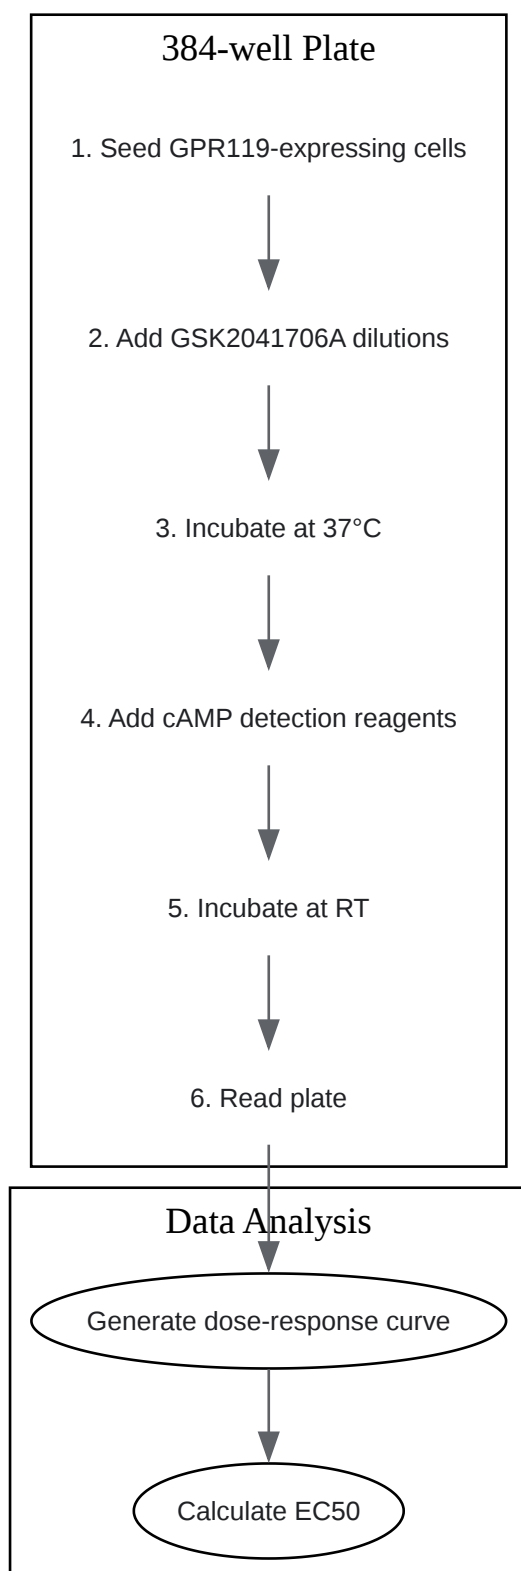 384-well Plate
1. Seed GPR119-expressing cells
2. Add GSK2041706A dilutions
3. Incubate at 37°C
4. Add cAMP detection reagents
5. Incubate at RT
6. Read plate
Data Analysis
Generate dose-response curve
Calculate EC50